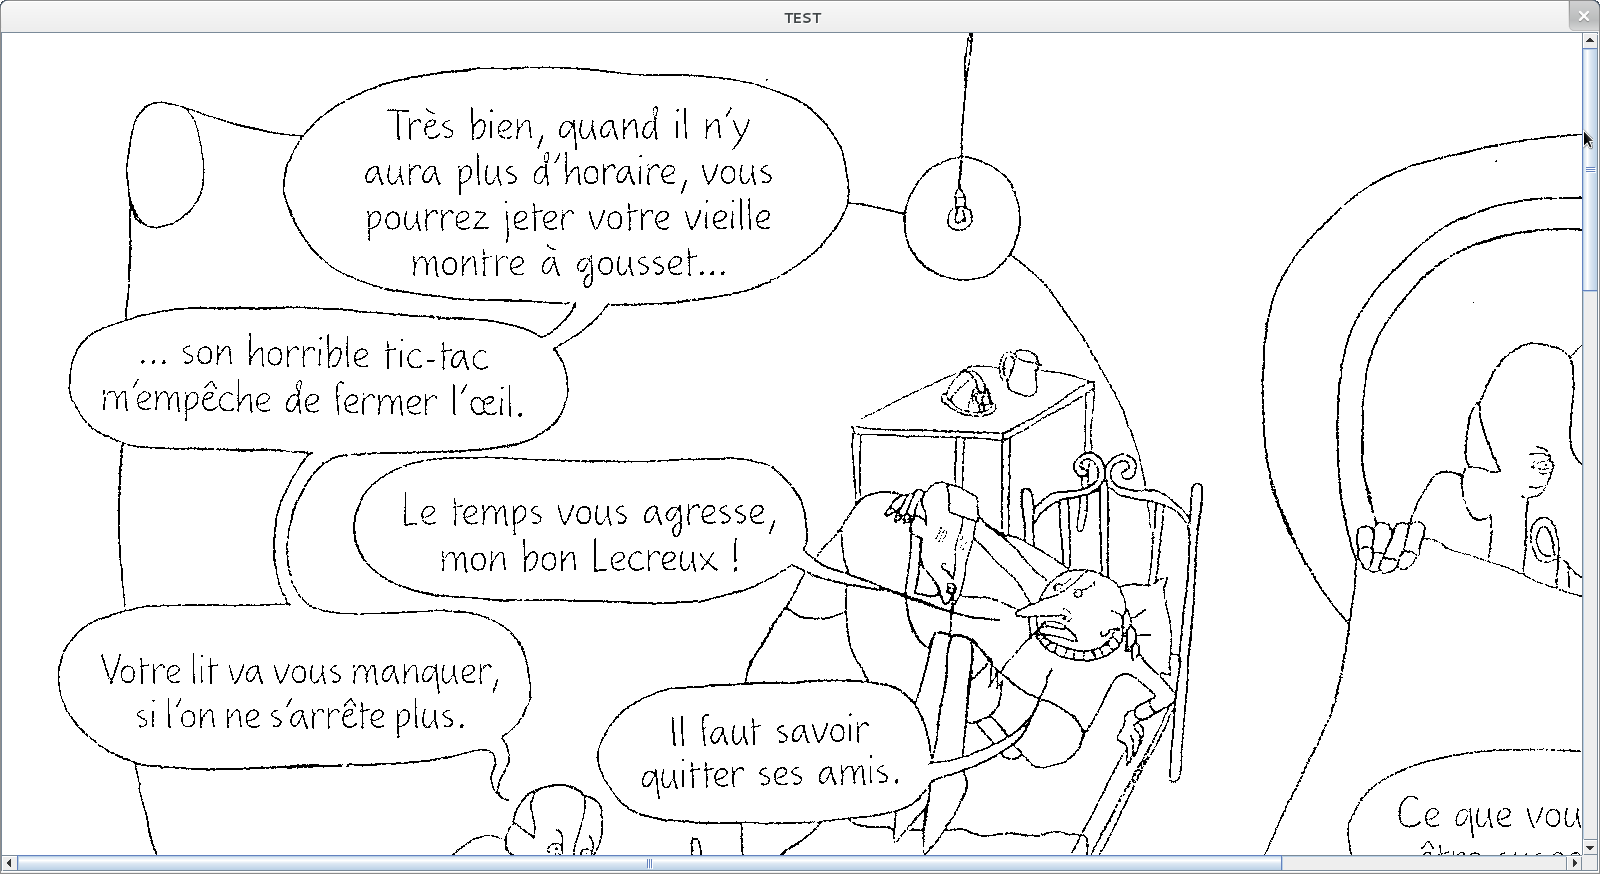 TEST
Très bien, quand il n'y
aura plus d'horaire, vous
pourrez jeter votre vieille
montre à gousset...
... son horrible tic-tac
m'empêche de fermer l'œil.
Le temps vous agresse,
mon bon Lecreux !
Votre lit va vous manquer,
si l'on ne s'arrête plus.
Il faut savoir
quitter ses amis.
Ce que vou